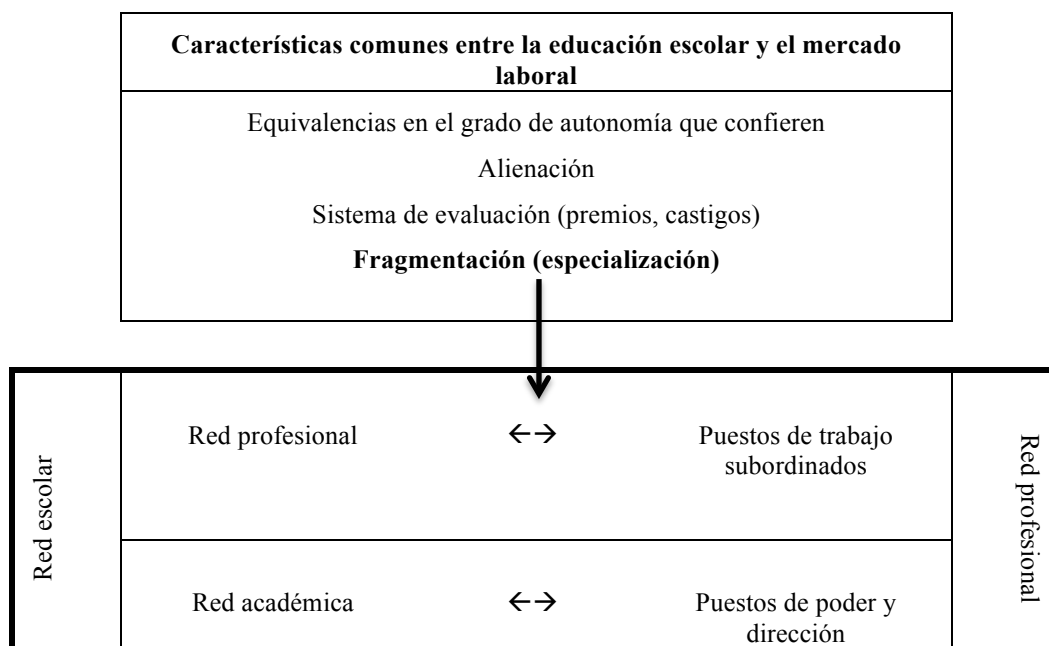 Características comunes entre la educación escolar y el mercado
laboral
Equivalencias en el grado de autonomía que confieren
Alienación
Sistema de evaluación (premios, castigos)
Fragmentación (especialización)
Red escolar
Red profesional
←→
Puestos de trabajo
subordinados
Red profesional
Red académica
←→
Puestos de poder y
dirección